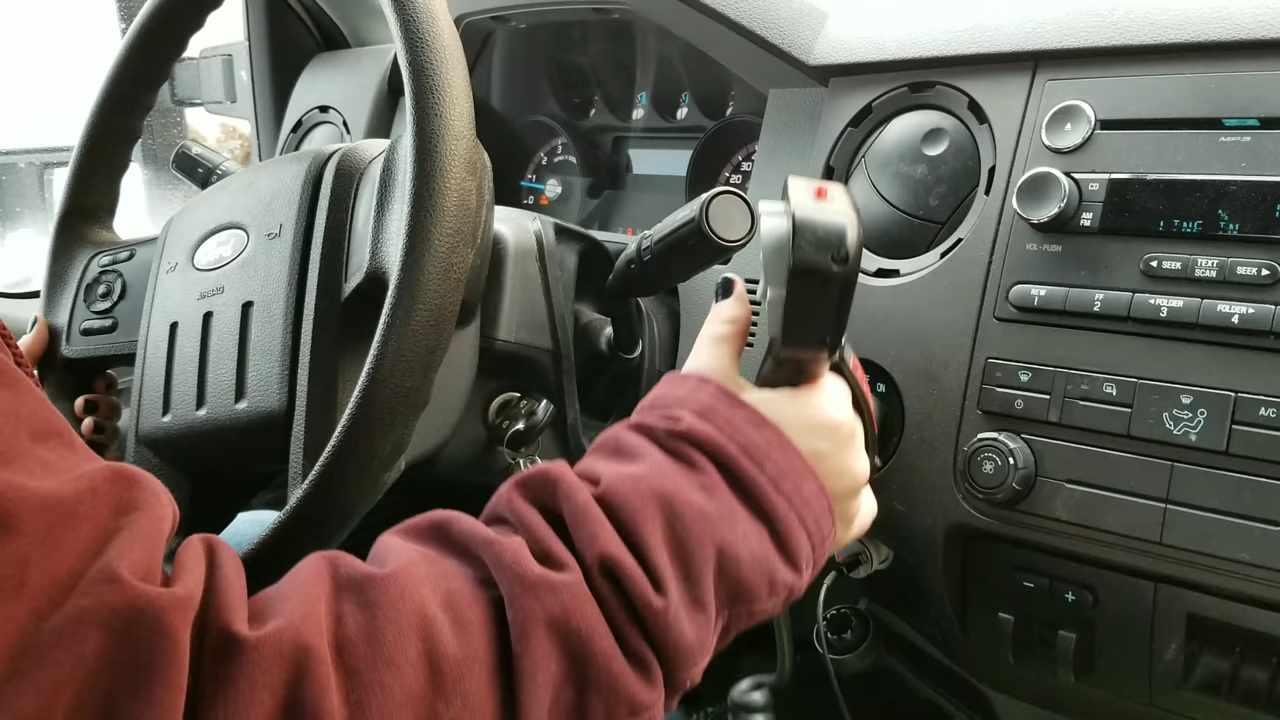 AIRBAG
3
2
1
0
30
20
MP3
CD
AM
FM
LINE IN
VOL - PUSH
◄ SEEK
TEXT
SCAN
SEEK ►
REW
1
FF
2
◄FOLDER
3
FOLDER►
4
ON
A/C
− +